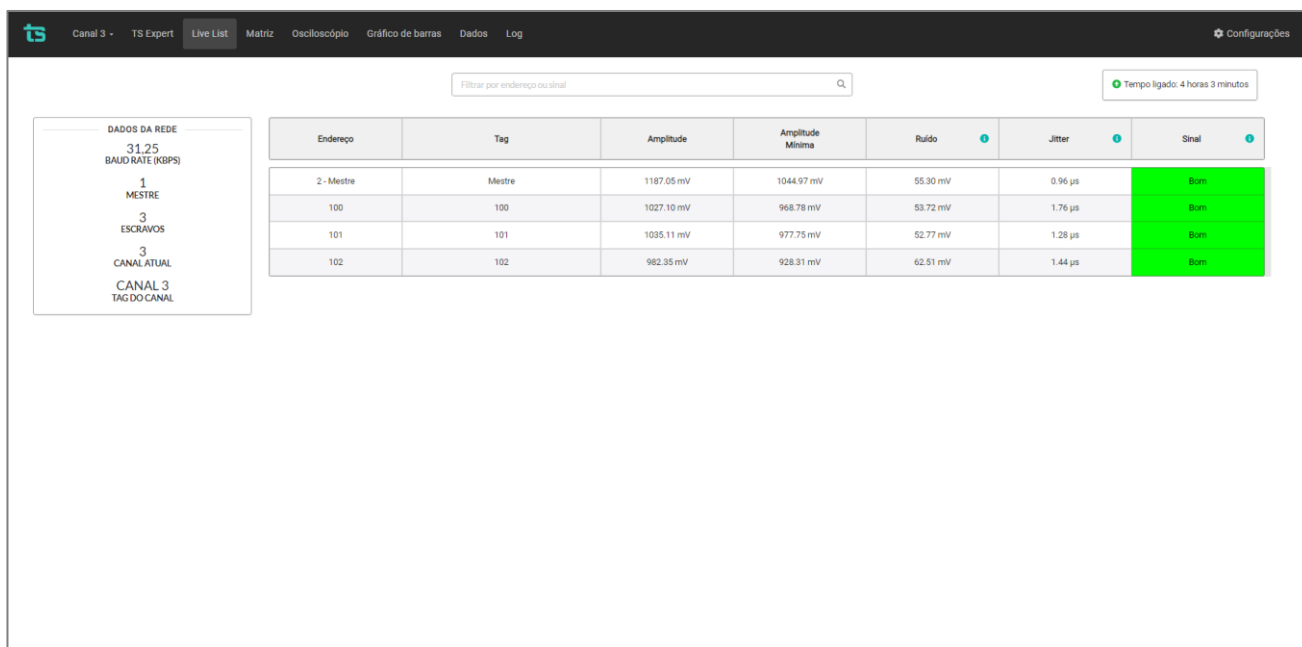 ts Canal 3 TS Expert Live List Matriz Osciloscópio Gráfico de barras Dados Log Configurações
Filtrar por endereço ou sinal
Tempo ligado: 4 horas 3 minutos
DADOS DA REDE
31,25
BAUD RATE (KBPS)
1
MESTRE
3
ESCRAVOS
3
CANAL ATUAL
CANAL 3
TAG DO CANAL
Endereço Tag Amplitude Amplitude Mínima Ruído Jitter Sinal
2 - Mestre Mestre 1187.05 mV 1044.97 mV 55.30 mV 0.96 µs Bom
100 100 1027.10 mV 968.78 mV 53.72 mV 1.76 µs Bom
101 101 1035.11 mV 977.75 mV 52.77 mV 1.28 µs Bom
102 102 982.35 mV 928.31 mV 62.51 mV 1.44 µs Bom